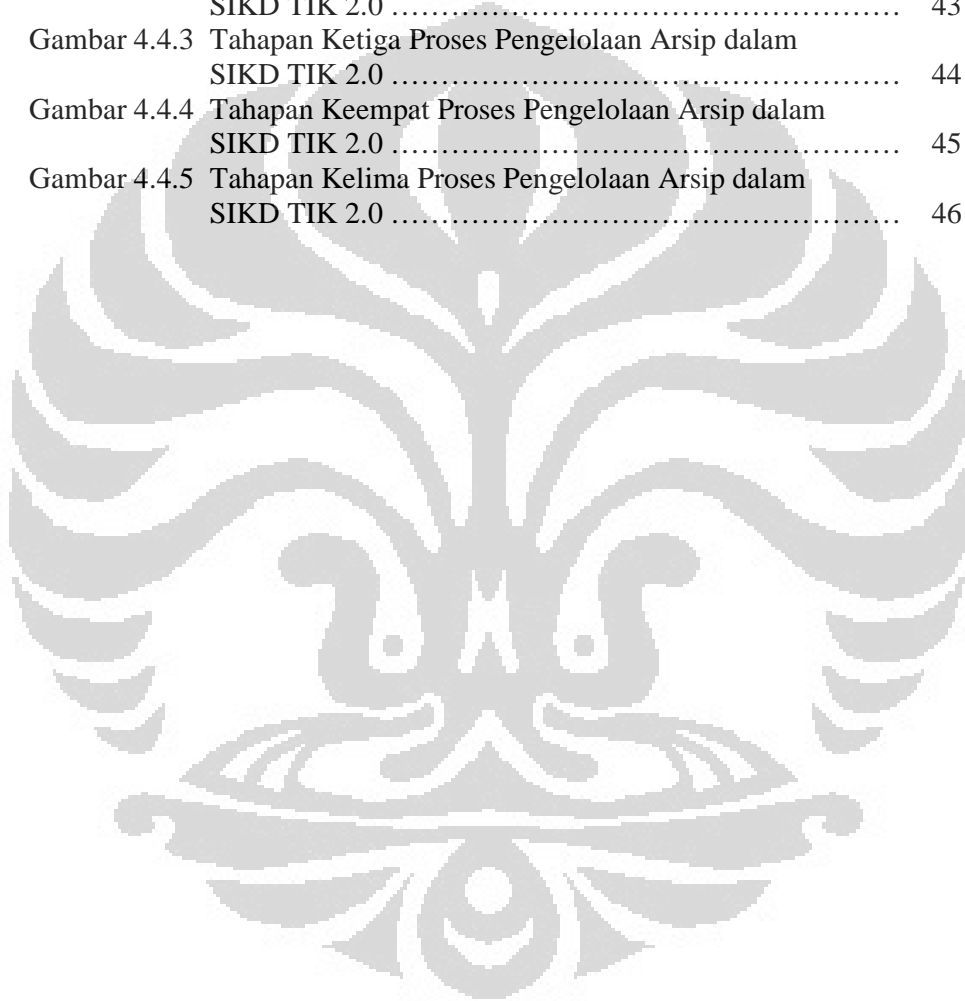 SIKD TIK 2.0 ……………………………………………………… 43
Gambar 4.4.3 Tahapan Ketiga Proses Pengelolaan Arsip dalam
SIKD TIK 2.0 ……………………………………………………… 44
Gambar 4.4.4 Tahapan Keempat Proses Pengelolaan Arsip dalam
SIKD TIK 2.0 ……………………………………………………… 45
Gambar 4.4.5 Tahapan Kelima Proses Pengelolaan Arsip dalam
SIKD TIK 2.0 ……………………………………………………… 46